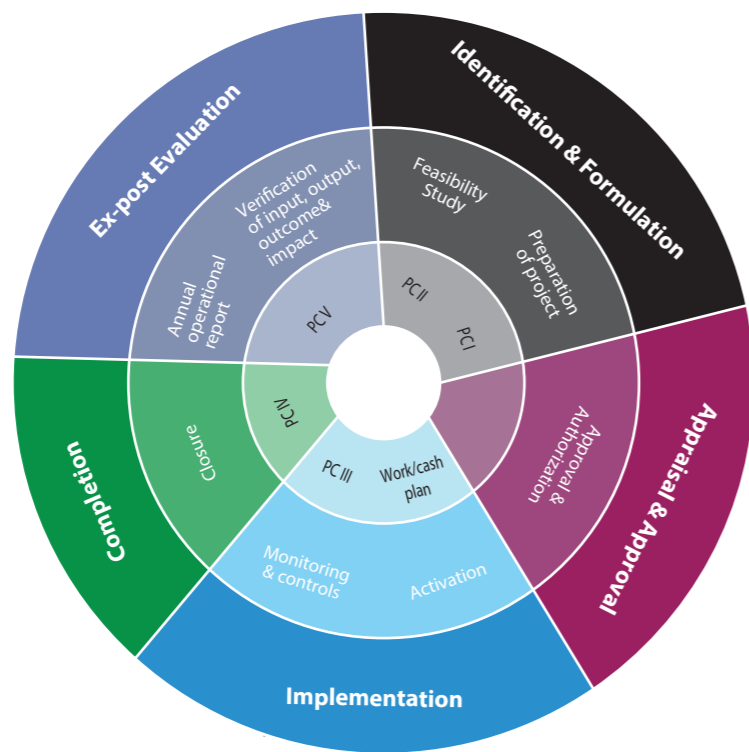 Identification & Formulation
Feasibility
Study
Preparation
of project
PC II
PC I
Appraisal & Approval
Approval &
Authorization
Implementation
Activation
Monitoring
& controls
Work/cash
plan
PC III
Completion
Closure
PC IV
Ex-post Evaluation
Annual
operational
report
Verification
of input, output,
outcome&
impact
PC V